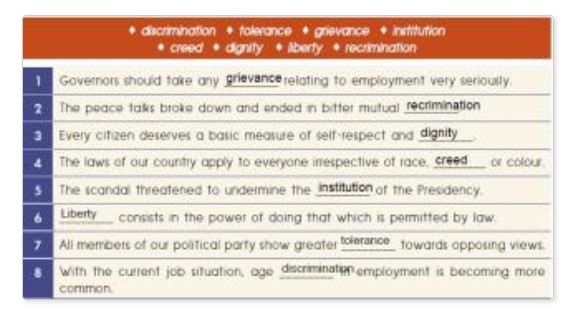 ♦ discrimination ♦ tolerance ♦ grievance ♦ institution
♦ creed ♦ dignity ♦ liberty ♦ recrimination
1 Governors should take any grievance relating to employment very seriously.
2 The peace talks broke down and ended in bitter mutual recrimination
3 Every citizen deserves a basic measure of self-respect and dignity.
4 The laws of our country apply to everyone irrespective of race, creed or colour.
5 The scandal threatened to undermine the institution of the Presidency.
6 Liberty consists in the power of doing that which is permitted by law.
7 All members of our political party show greater tolerance towards opposing views.
8 With the current job situation, age discrimination in employment is becoming more
common.